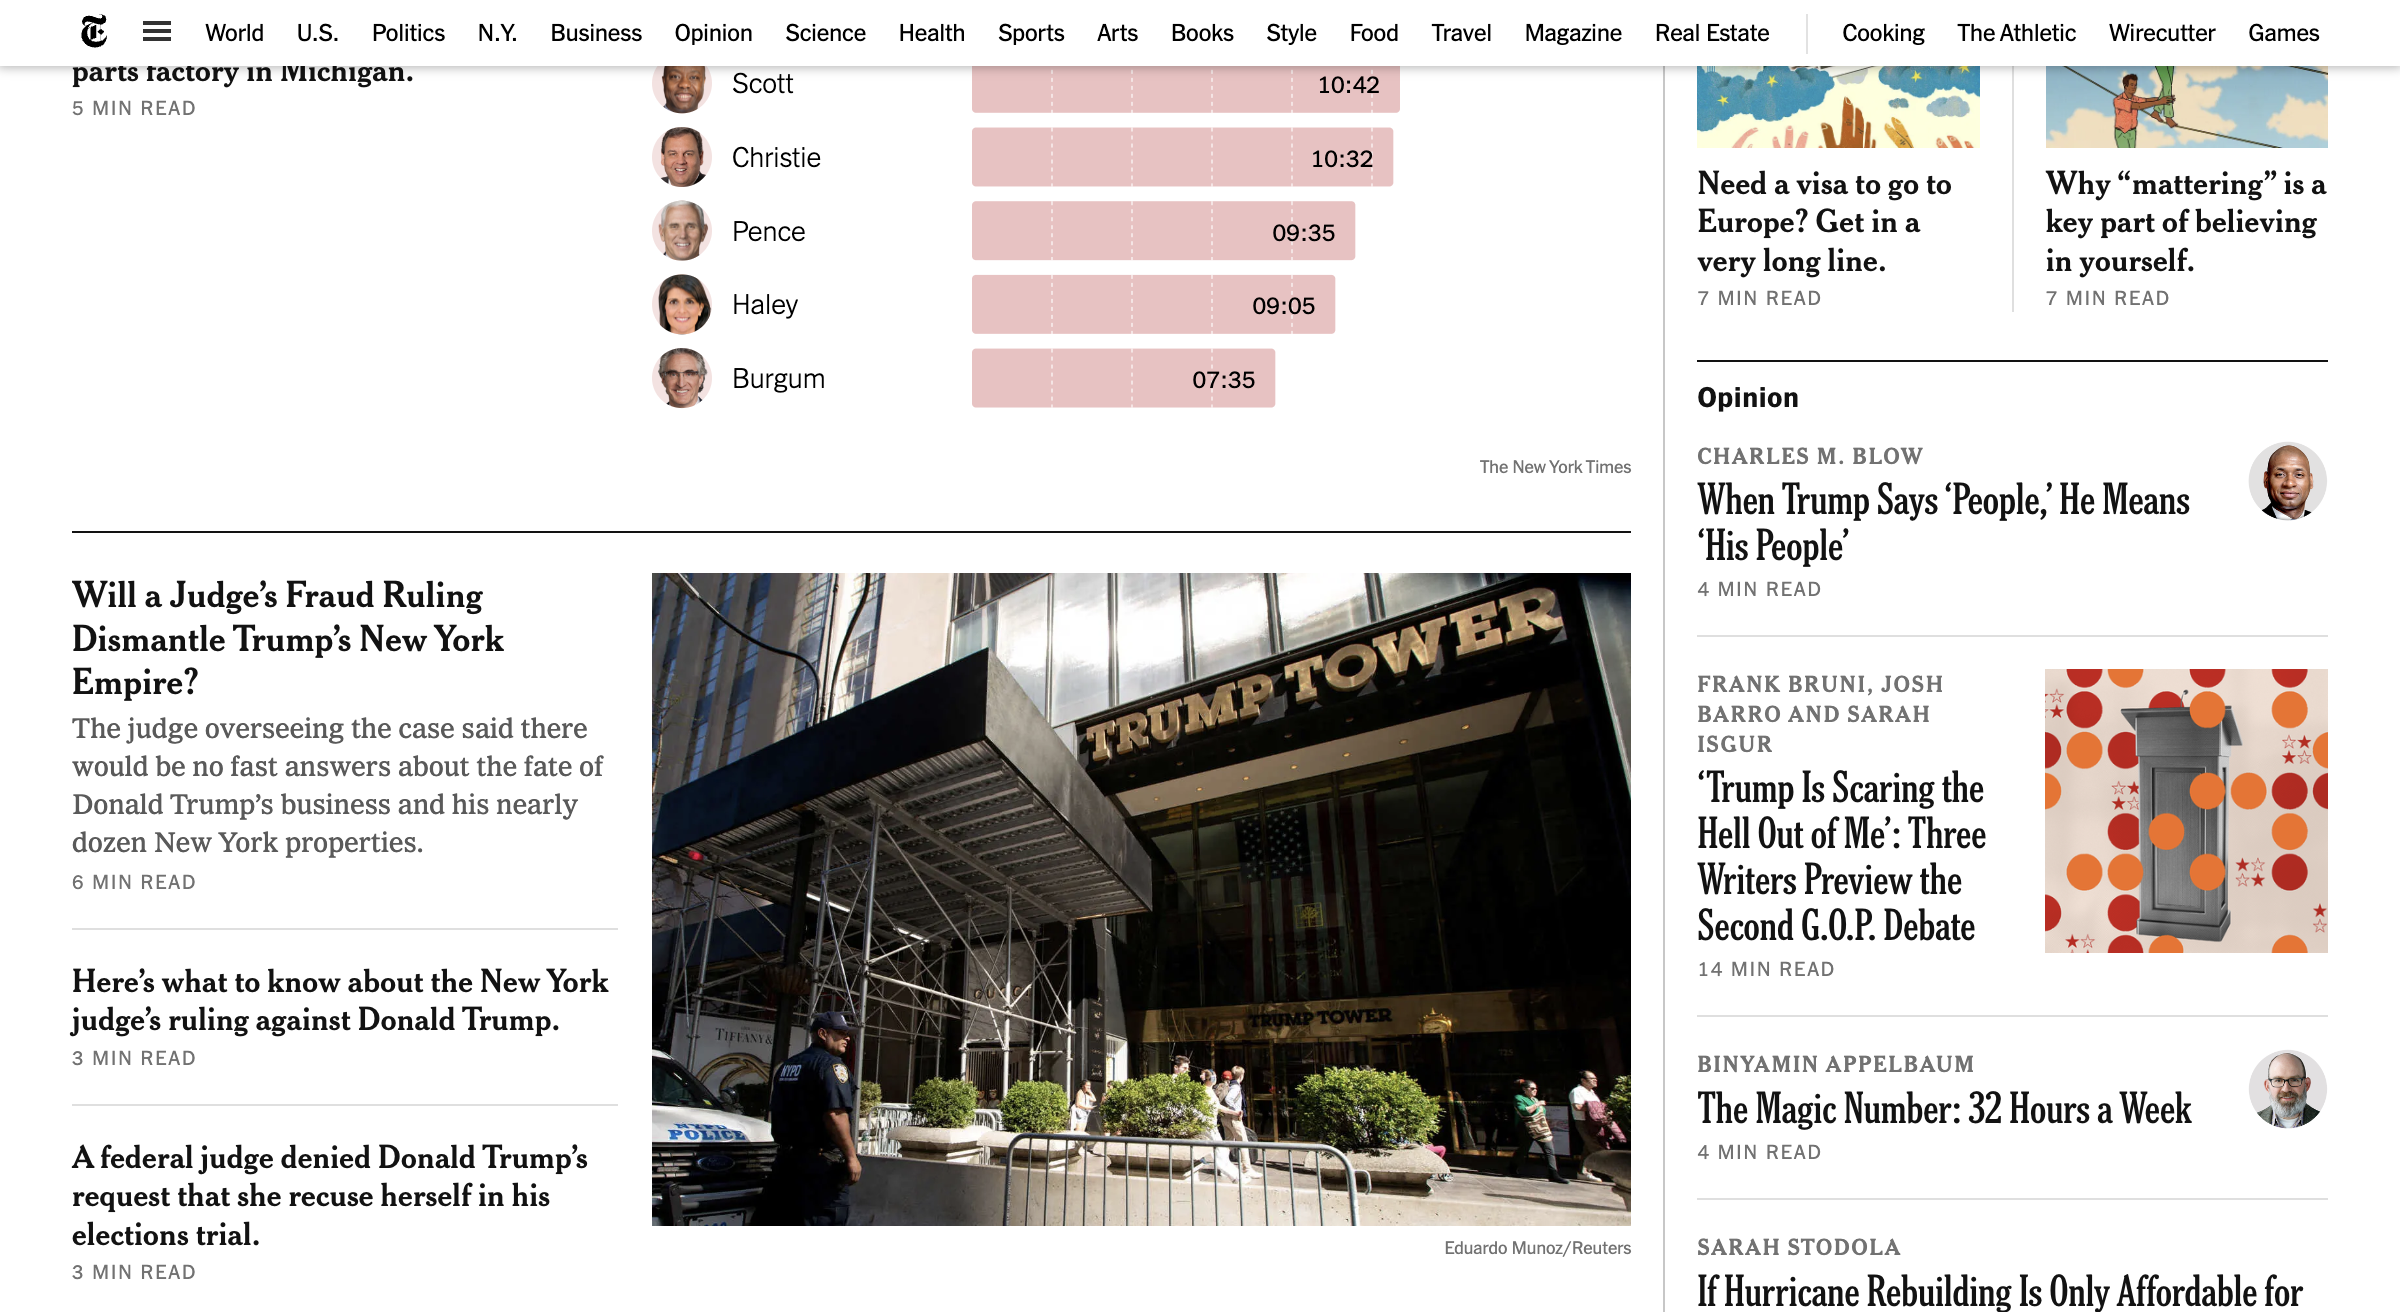 World U.S. Politics N.Y. Business Opinion Science Health Sports Arts Books Style Food Travel Magazine Real Estate Cooking The Athletic Wirecutter Games
parts factory in Michigan.
5 MIN READ
Scott 10:42
Christie 10:32
Pence 09:35
Haley 09:05
Burgum 07:35
The New York Times
Will a Judge’s Fraud Ruling
Dismantle Trump’s New York
Empire?
The judge overseeing the case said there
would be no fast answers about the fate of
Donald Trump’s business and his nearly
dozen New York properties.
6 MIN READ
Here’s what to know about the New York
judge’s ruling against Donald Trump.
3 MIN READ
A federal judge denied Donald Trump’s
request that she recuse herself in his
elections trial.
3 MIN READ
TRUMP TOWER
GUCCI
TRUMP TOWER
TIFFANY &
NYPD
NYPD
POLICE
Eduardo Munoz/Reuters
Need a visa to go to
Europe? Get in a
very long line.
7 MIN READ
Why “mattering” is a
key part of believing
in yourself.
7 MIN READ
Opinion
CHARLES M. BLOW
When Trump Says ‘People,’ He Means
‘His People’
4 MIN READ
FRANK BRUNI, JOSH
BARRO AND SARAH
ISGUR
‘Trump Is Scaring the
Hell Out of Me’: Three
Writers Preview the
Second G.O.P. Debate
14 MIN READ
BINYAMIN APPELBAUM
The Magic Number: 32 Hours a Week
4 MIN READ
SARAH STODOLA
If Hurricane Rebuilding Is Only Affordable for